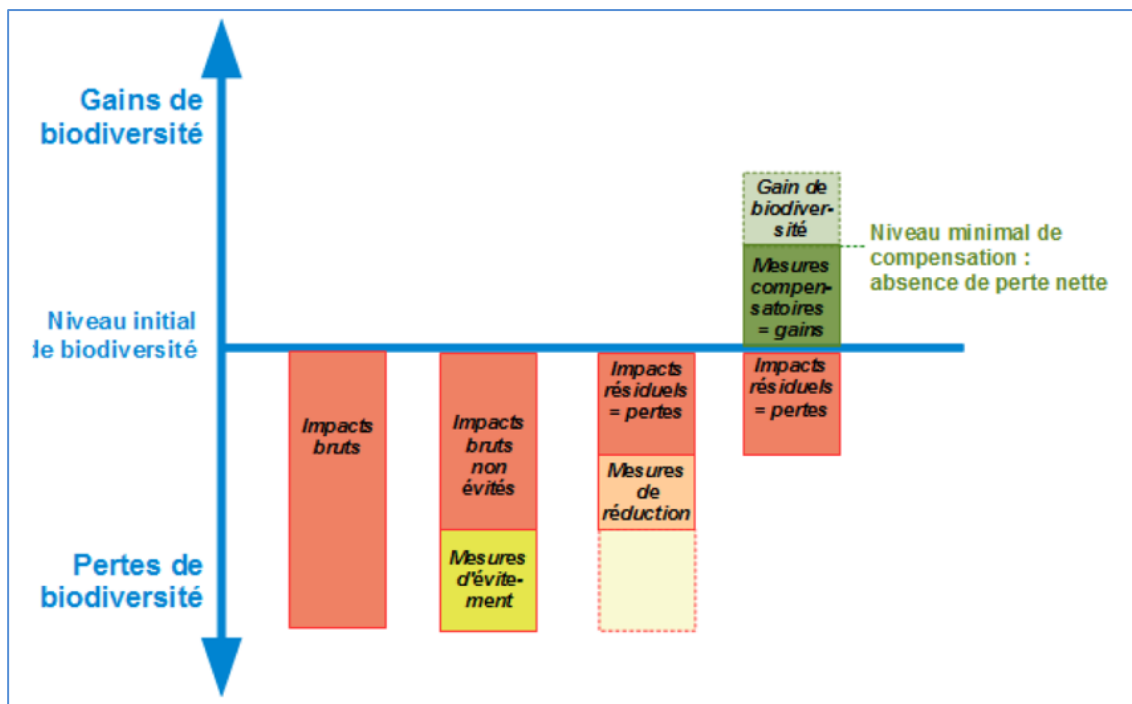 Gains de
biodiversité
Niveau initial
de biodiversité
Pertes de
biodiversité
Impacts
bruts
Impacts
bruts
non
évités
Mesures
d'évite-
ment
Impacts
résiduels
= pertes
Mesures
de
réduction
Gain de
biodiver-
sité
Mesures
compen-
satoires
= gains
Impacts
résiduels
= pertes
Niveau minimal de
compensation :
absence de perte nette